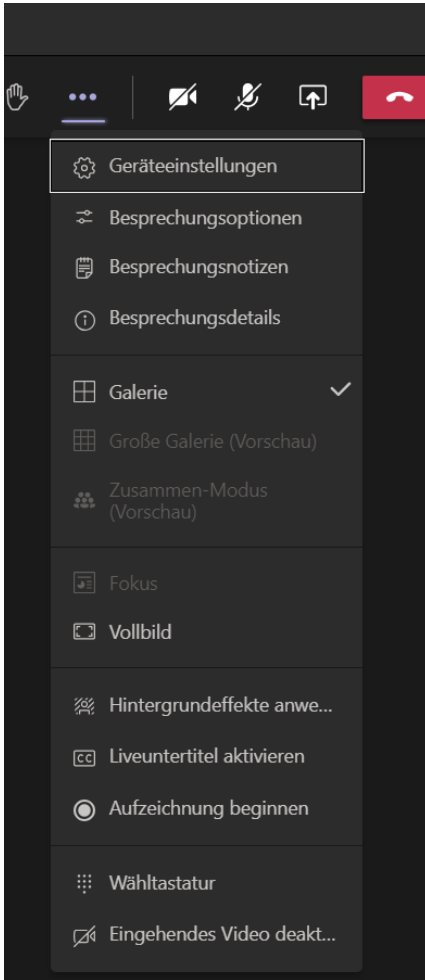 Geräteeinstellungen
Besprechungsoptionen
Besprechungsnotizen
Besprechungsdetails
Galerie
Große Galerie (Vorschau)
Zusammen-Modus
(Vorschau)
Fokus
Vollbild
Hintergrundeffekte anwe...
CC Liveuntertitel aktivieren
Aufzeichnung beginnen
Wähltastatur
Eingehendes Video deakt...